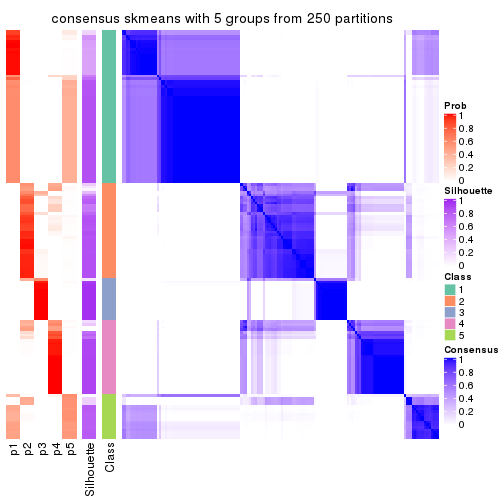 consensus skmeans with 5 groups from 250 partitions
Prob
1
0.8
0.6
0.4
0.2
0
Silhouette
1
0.8
0.6
0.4
0.2
0
Class
1
2
3
4
5
Consensus
1
0.8
0.6
0.4
0.2
0
p1
p2
p3
p4
p5
Silhouette
Class